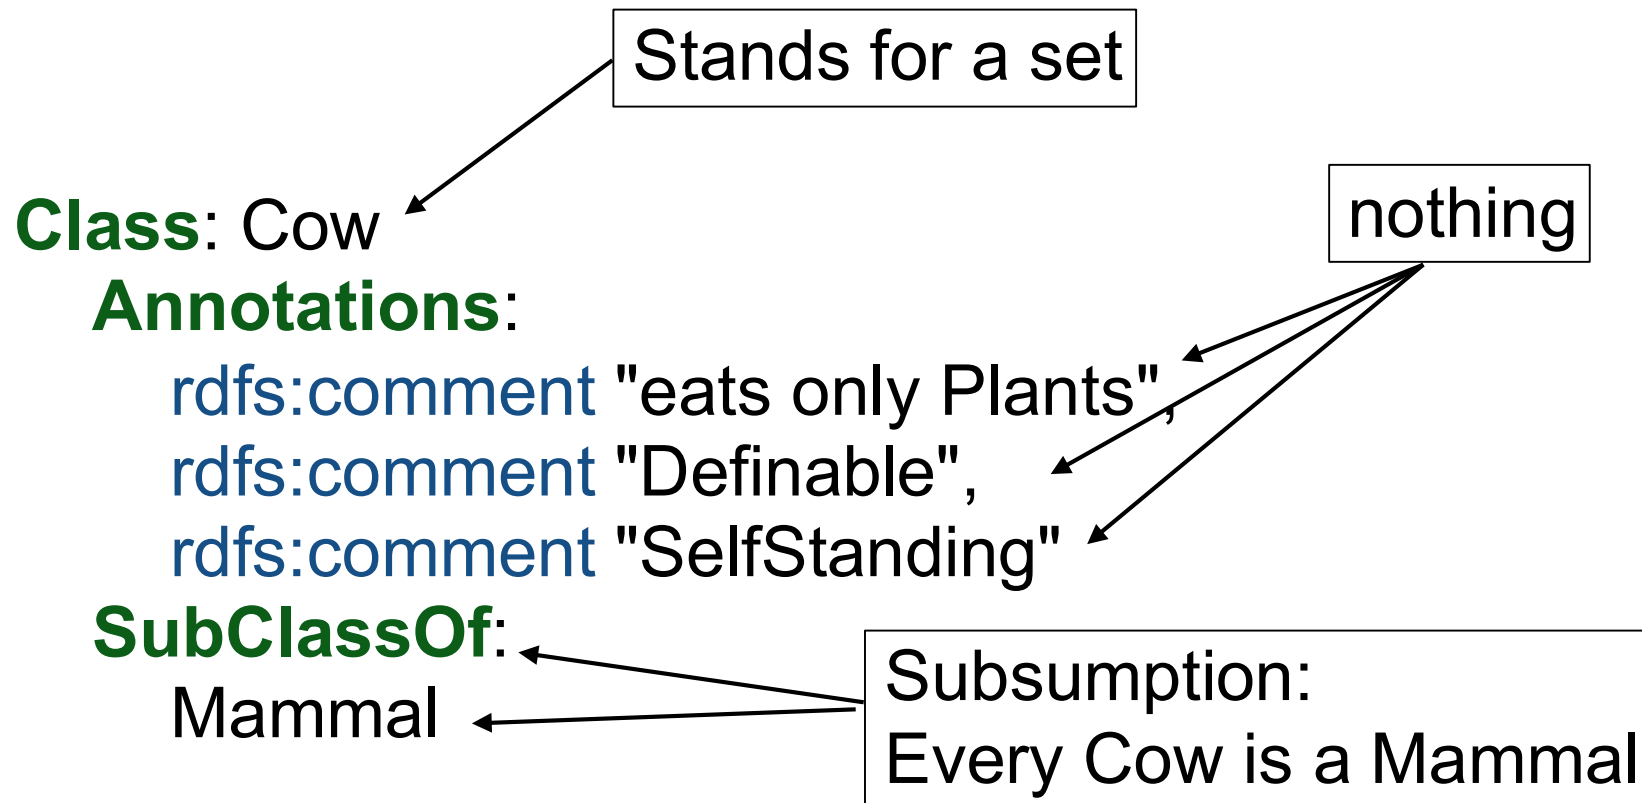 Stands for a set
Class: Cow
nothing
Annotations:
rdfs:comment "eats only Plants",
rdfs:comment "Definable",
rdfs:comment "SelfStanding"
SubClassOf:
Mammal
Subsumption:
Every Cow is a Mammal